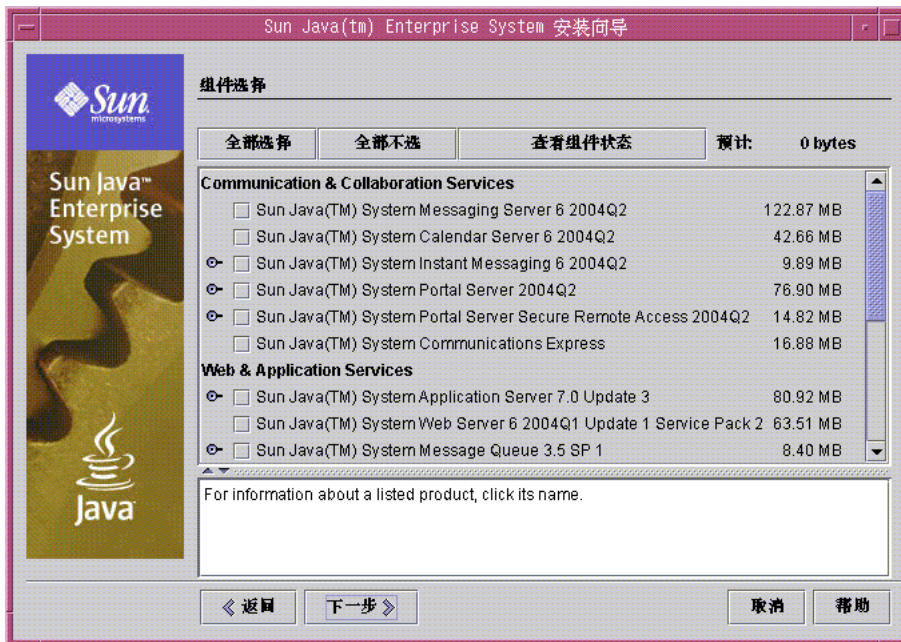 Sun Java(tm) Enterprise System 安装向导
Sun
microsystems
Sun Java™
Enterprise
System
Java
组件选择
全部选择 全部不选 查看组件状态 预计: 0 bytes
Communication & Collaboration Services
Sun Java(TM) System Messaging Server 6 2004Q2 122.87 MB
Sun Java(TM) System Calendar Server 6 2004Q2 42.66 MB
Sun Java(TM) System Instant Messaging 6 2004Q2 9.89 MB
Sun Java(TM) System Portal Server 2004Q2 76.90 MB
Sun Java(TM) System Portal Server Secure Remote Access 2004Q2 14.82 MB
Sun Java(TM) System Communications Express 16.88 MB
Web & Application Services
Sun Java(TM) System Application Server 7.0 Update 3 80.92 MB
Sun Java(TM) System Web Server 6 2004Q1 Update 1 Service Pack 2 63.51 MB
Sun Java(TM) System Message Queue 3.5 SP 1 8.40 MB
For information about a listed product, click its name.
返回 下一步 取消 帮助